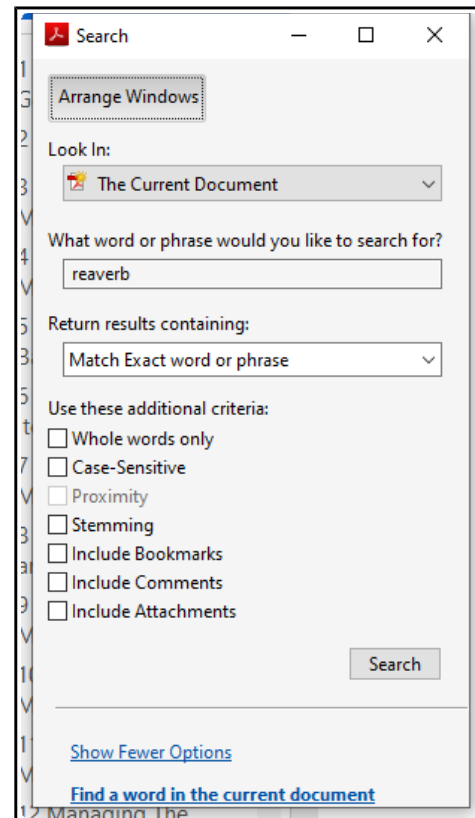 Search
Arrange Windows
Look In:
The Current Document
What word or phrase would you like to search for?
reaverb
Return results containing:
Match Exact word or phrase
Use these additional criteria:
Whole words only
Case-Sensitive
Proximity
Stemming
Include Bookmarks
Include Comments
Include Attachments
Search
Show Fewer Options
Find a word in the current document
12 Managing The